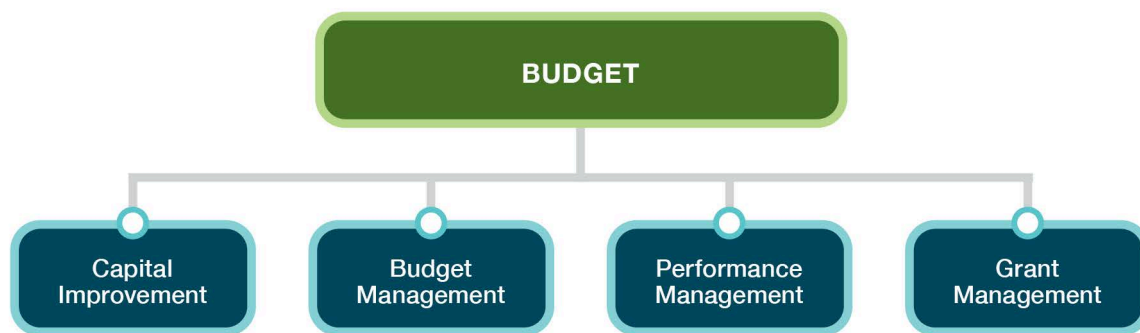 BUDGET
Capital
Improvement
Budget
Management
Performance
Management
Grant
Management